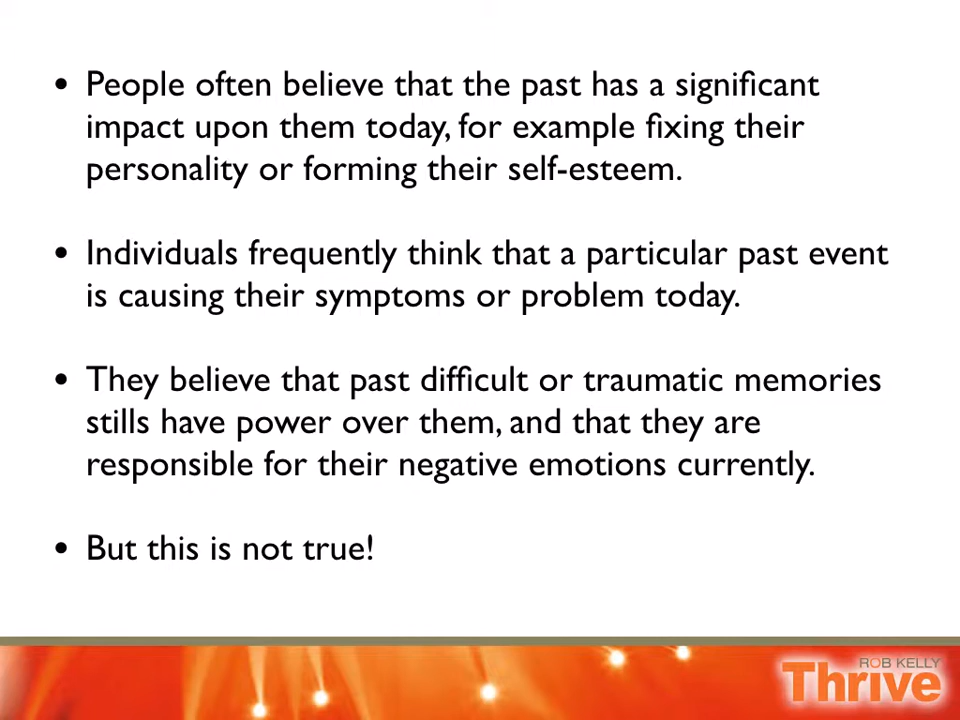 • People often believe that the past has a significant
impact upon them today, for example fixing their
personality or forming their self-esteem.
• Individuals frequently think that a particular past event
is causing their symptoms or problem today.
• They believe that past difficult or traumatic memories
stills have power over them, and that they are
responsible for their negative emotions currently.
• But this is not true!
ROB KELLY
Thrive